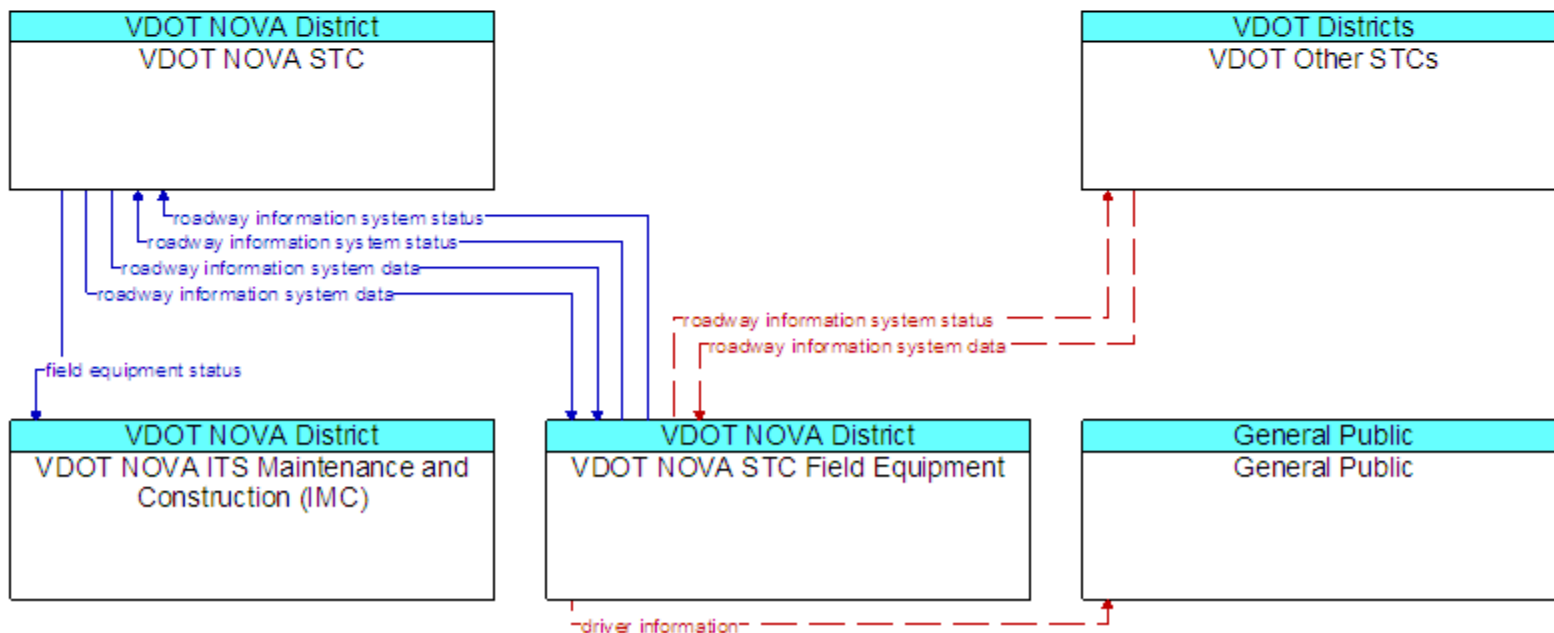 VDOT NOVA District
VDOT NOVA STC
VDOT Districts
VDOT Other STCs
roadway information system status
roadway information system status
roadway information system data
roadway information system data
roadway information system status
roadway information system data
field equipment status
VDOT NOVA District
VDOT NOVA ITS Maintenance and
Construction (IMC)
VDOT NOVA District
VDOT NOVA STC Field Equipment
General Public
General Public
driver information